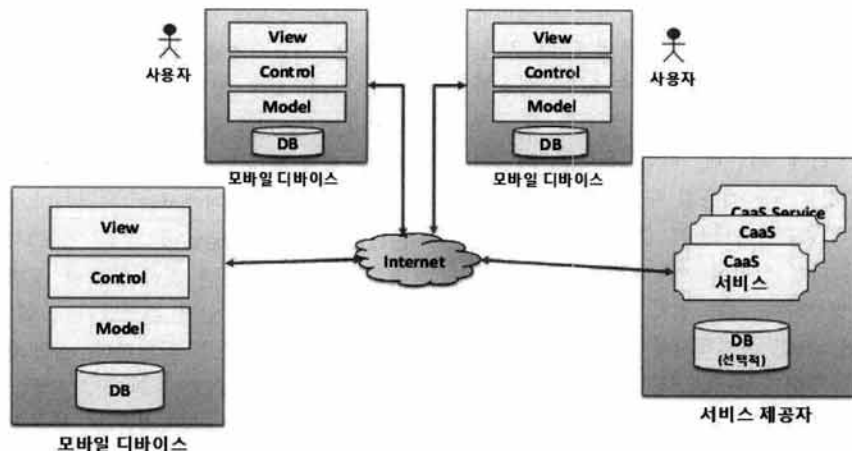 View
Control
Model
DB
사용자
모바일 디바이스
View
Control
Model
DB
사용자
모바일 디바이스
View
Control
Model
DB
모바일 디바이스
Internet
CaaS Service
CaaS
CaaS
서비스
DB
(선택적)
서비스 제공자